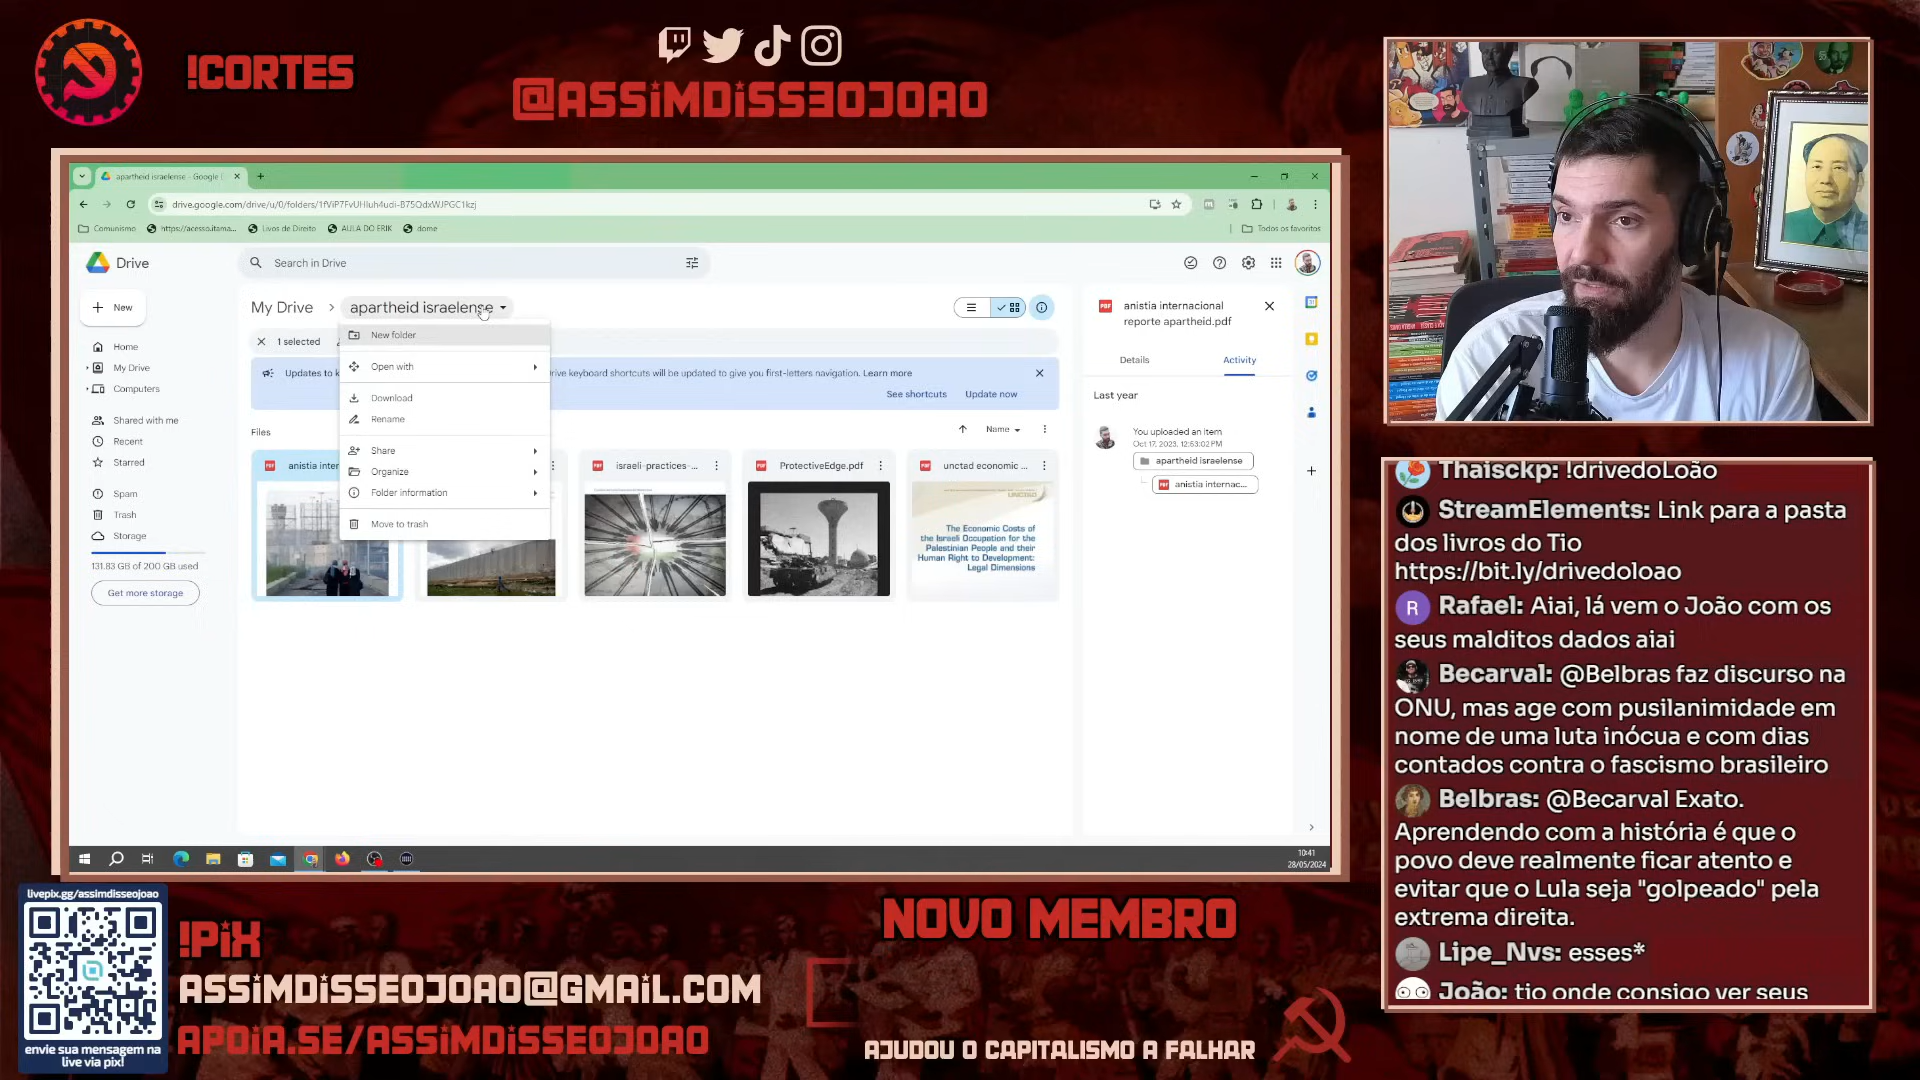 !CORTES
@ASSIMDISSEOJOAO
apartheid israelense - Google
drive.google.com/drive/u/0/folders/1fViP7FvUHluh4udi-B75QdxWJPGC1kzj
Comunismo
https://acesso.itama...
Livos de Direito
AULA DO ERIK
dome
Todos os favoritos
Drive
Search in Drive
New
My Drive
apartheid israelense
1 selected
Home
My Drive
Computers
Shared with me
Recent
Starred
Spam
Trash
Storage
131.83 GB of 200 GB used
Get more storage
New folder
Open with
Download
Rename
Share
Organize
Folder information
Move to trash
Updates to
Drive keyboard shortcuts will be updated to give you first-letters navigation. Learn more
See shortcuts
Update now
Files
Name
anistia inter
israeli-practices-...
ProtectiveEdge.pdf
unctad economic ...
UNCTAD
The Economic Costs of
the Israeli Occupation for the
Palestinian People and their
Human Right to Development:
Legal Dimensions
anistia internacional
reporte apartheid.pdf
Details
Activity
Last year
You uploaded an item
Oct 17, 2023, 12:53:02 PM
apartheid israelense
anistia internac...
10:41
28/05/2024
Thaisckp: !drivedoLoão
StreamElements: Link para a pasta
dos livros do Tio
https://bit.ly/drivedoloao
Rafael: Aiai, lá vem o João com os
seus malditos dados aiai
Becarval: @Belbras faz discurso na
ONU, mas age com pusilanimidade em
nome de uma luta inócua e com dias
contados contra o fascismo brasileiro
Belbras: @Becarval Exato.
Aprendendo com a história é que o
povo deve realmente ficar atento e
evitar que o Lula seja "golpeado" pela
extrema direita.
Lipe_Nvs: esses*
João: tio onde consigo ver seus
livepix.gg/assimdisseojoao
envie sua mensagem na
live via pix!
!PIX
ASSIMDISSEOJOAO@GMAIL.COM
APOIA.SE/ASSIMDISSEOJOAO
NOVO MEMBRO
AJUDOU O CAPITALISMO A FALHAR